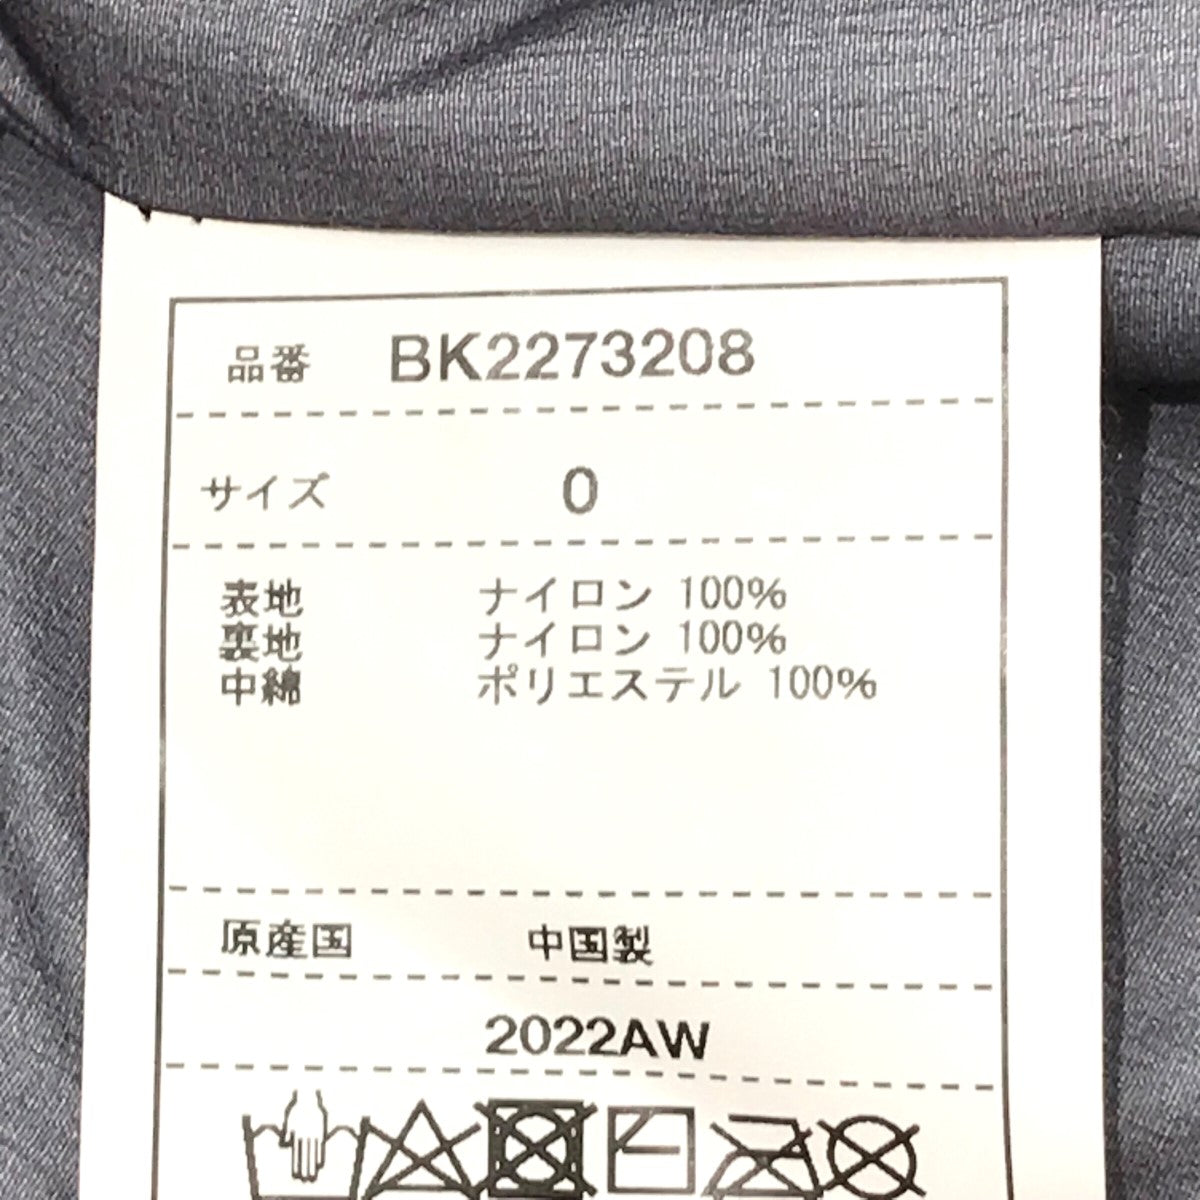 品番 BK2273208
サイズ 0
表地 ナイロン 100%
裏地 ナイロン 100%
中綿 ポリエステル 100%
原産国 中国製
2022AW